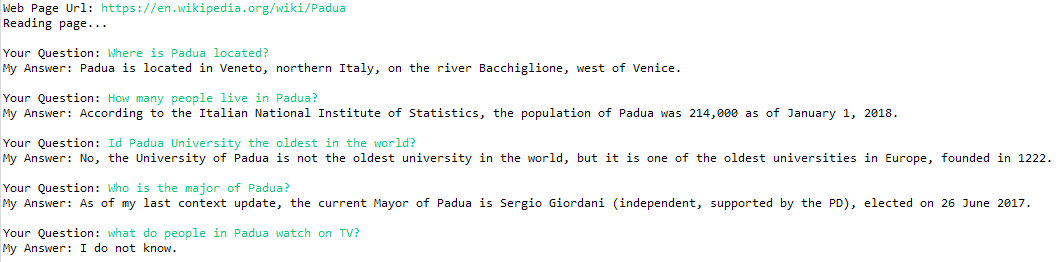 Web Page Url: https://en.wikipedia.org/wiki/Padua
Reading page...
Your Question: Where is Padua located?
My Answer: Padua is located in Veneto, northern Italy, on the river Bacchiglione, west of Venice.
Your Question: How many people live in Padua?
My Answer: According to the Italian National Institute of Statistics, the population of Padua was 214,000 as of January 1, 2018.
Your Question: Id Padua University the oldest in the world?
My Answer: No, the University of Padua is not the oldest university in the world, but it is one of the oldest universities in Europe, founded in 1222.
Your Question: Who is the major of Padua?
My Answer: As of my last context update, the current Mayor of Padua is Sergio Giordani (independent, supported by the PD), elected on 26 June 2017.
Your Question: what do people in Padua watch on TV?
My Answer: I do not know.